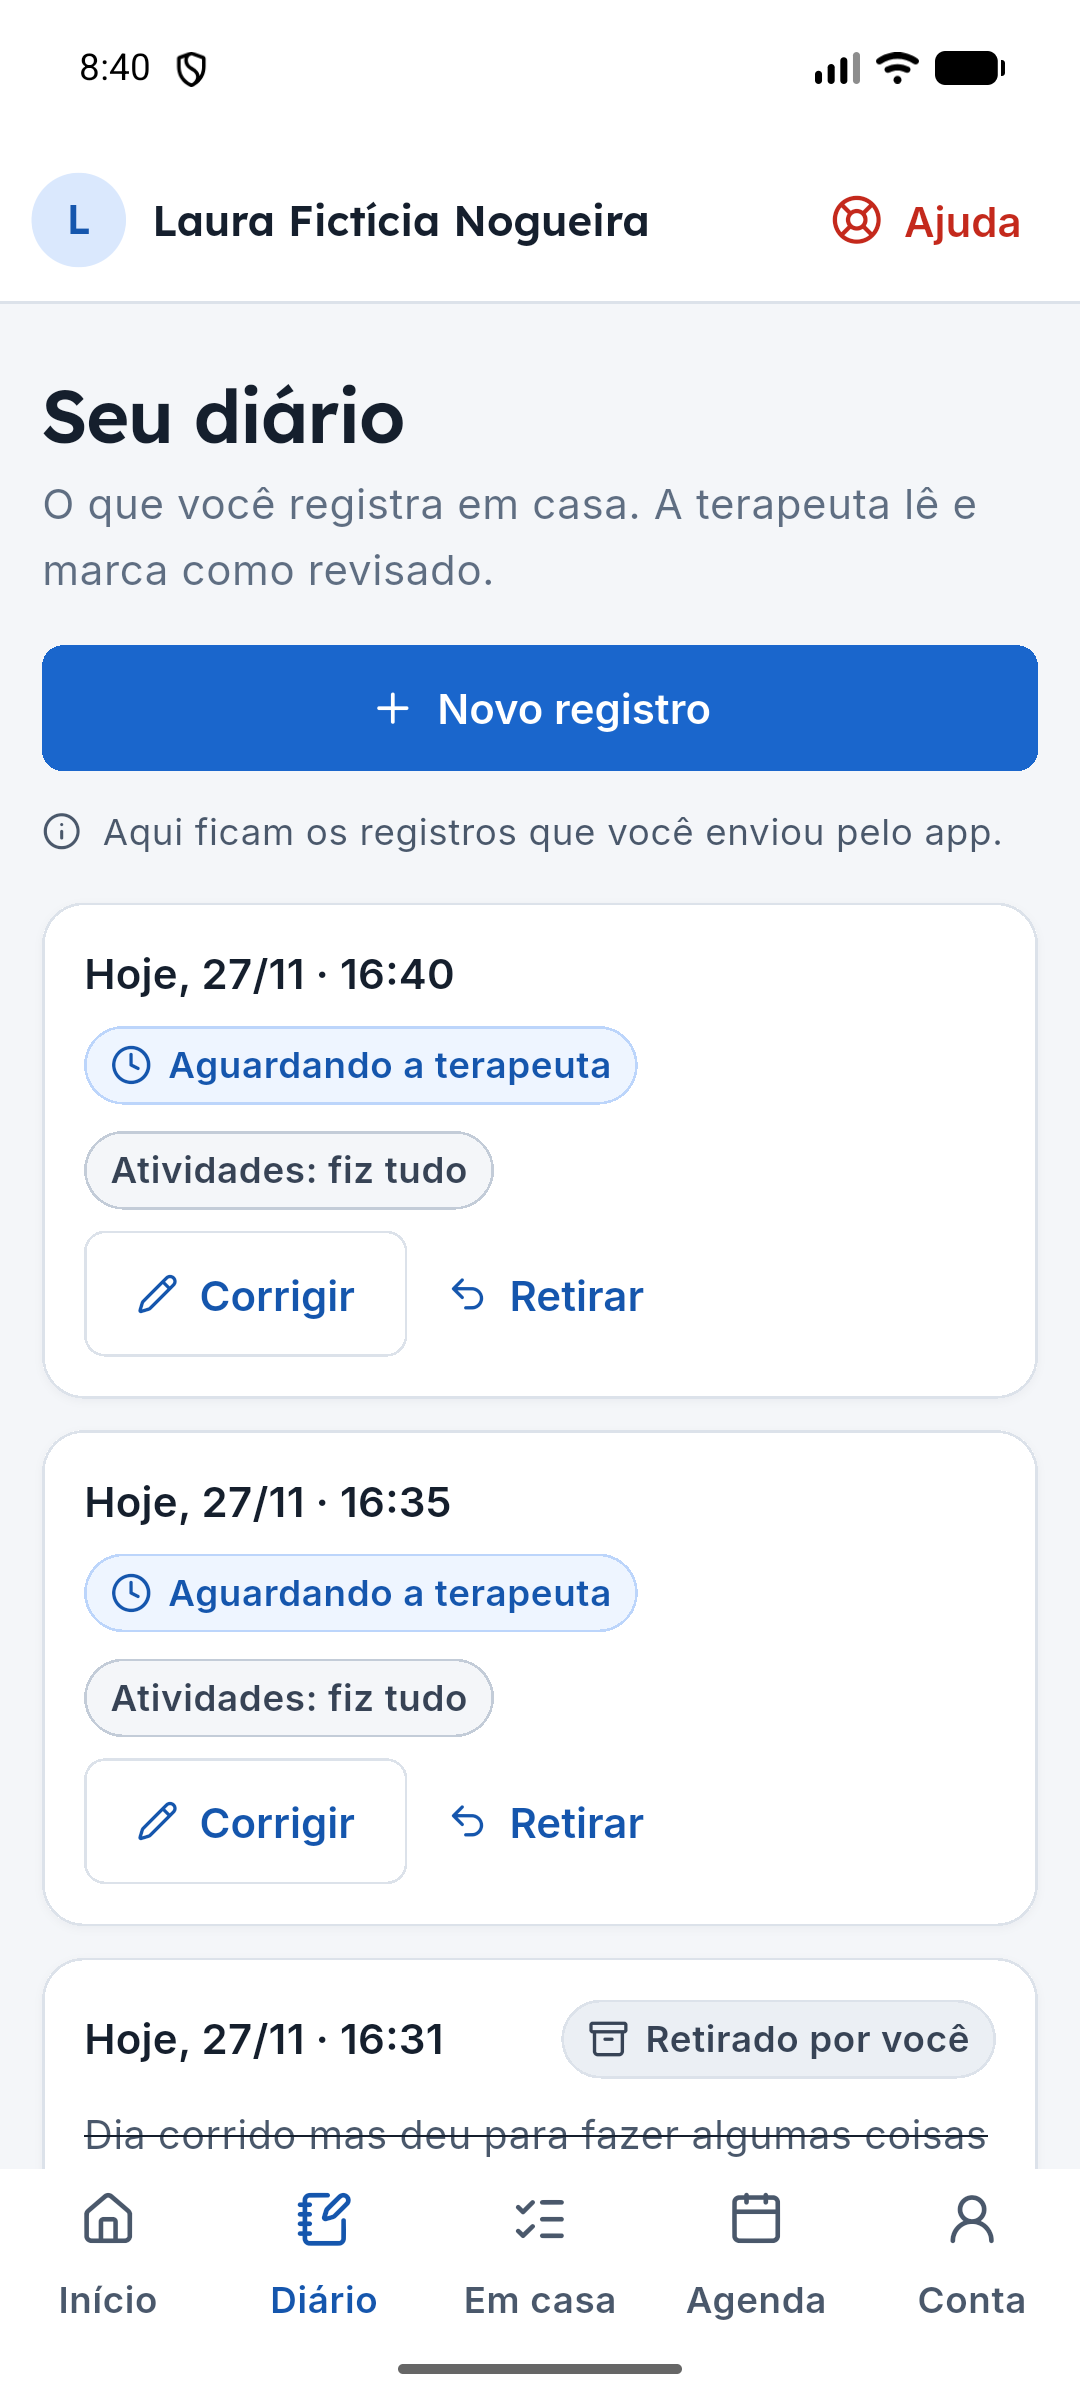 8:40
L
Laura Fictícia Nogueira
Ajuda
Seu diário
O que você registra em casa. A terapeuta lê e
marca como revisado.
Novo registro
Aqui ficam os registros que você enviou pelo app.
Hoje, 27/11 · 16:40
Aguardando a terapeuta
Atividades: fiz tudo
Corrigir
Retirar
Hoje, 27/11 · 16:35
Aguardando a terapeuta
Atividades: fiz tudo
Corrigir
Retirar
Hoje, 27/11 · 16:31
Retirado por você
Dia corrido mas deu para fazer algumas coisas
Início
Diário
Em casa
Agenda
Conta